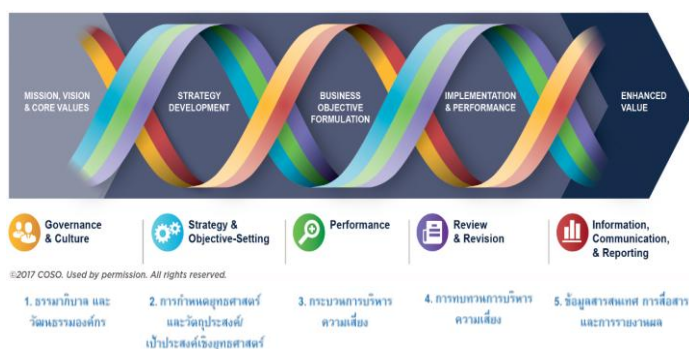 MISSION, VISION
& CORE VALUES
STRATEGY
DEVELOPMENT
BUSINESS
OBJECTIVE
FORMULATION
IMPLEMENTATION
& PERFORMANCE
ENHANCED
VALUE
Governance
& Culture
Strategy &
Objective-Setting
Performance
Review
& Revision
Information,
Communication,
& Reporting
©2017 COSO. Used by permission. All rights reserved.
1. ธรรมาภิบาล และ
วัฒนธรรมองค์กร
2. การกำหนดยุทธศาสตร์
และวัตถุประสงค์/
เป้าประสงค์เชิงยุทธศาสตร์
3. กระบวนการบริหาร
ความเสี่ยง
4. การทบทวนการบริหาร
ความเสี่ยง
5. ข้อมูลสารสนเทศ การสื่อสาร
และการรายงานผล